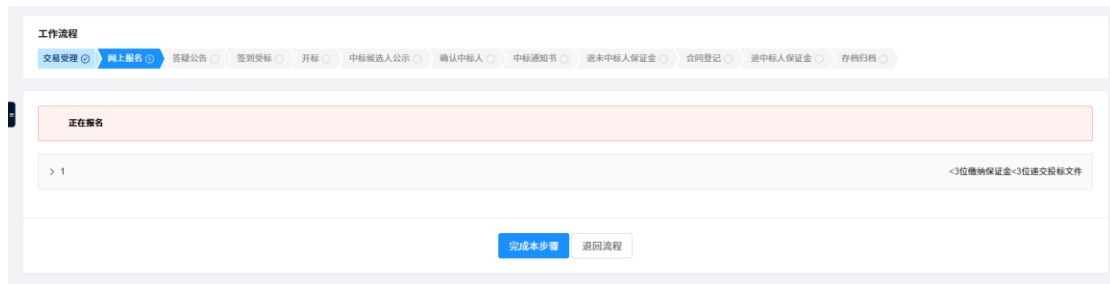 工作流程
交易受理 网上报名 答疑公告 签到受标 开标 中标候选人公示 确认中标人 中标通知书 退未中标人保证金 合同登记 退中标人保证金 存档归档
正在报名
> 1 <3位缴纳保证金<3位递交投标文件
完成本步骤 退回流程